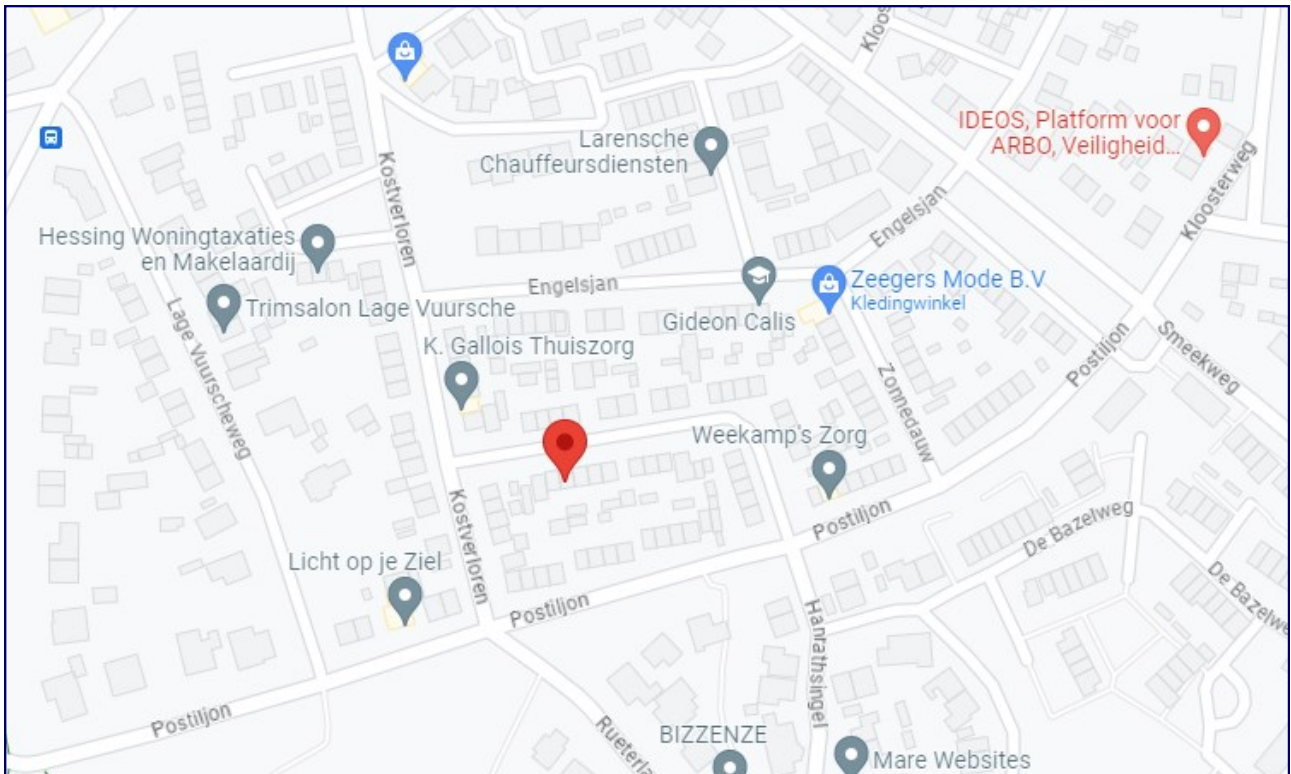 Kloos
Larensche
Chauffeursdiensten
IDEOS, Platform voor
ARBO, Veiligheid...
Kloosterweg
Kostverloren
Engelsjan
Hessing Woningtaxaties
en Makelaardij
Engelsjan
Zeegers Mode B.V
Kledingwinkel
Trimsalon Lage Vuursche
Gideon Calis
Lage Vuurscheweg
K. Gallois Thuiszorg
Zonnedauw
Postiljon
Smeekweg
Weekamp's Zorg
Kostverloren
Postiljon
De Bazelweg
Licht op je Ziel
De Bazelwe
Postiljon
Hanrathsingel
Postiljon
Rueterla
BIZZENZE
Mare Websites